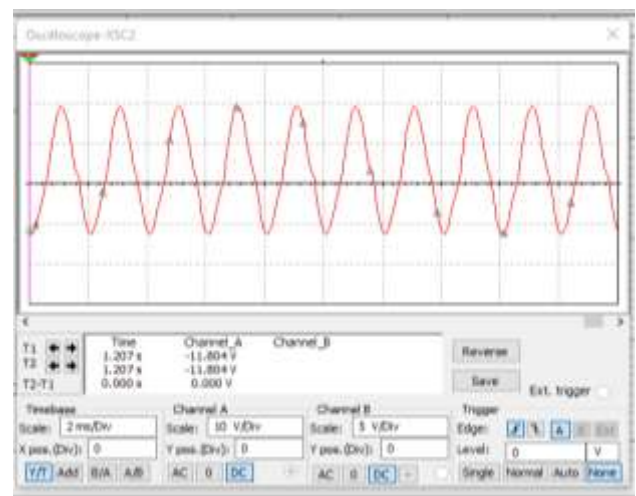 Oscilloscope-XSC2
Time Channel_A Channel_B
T1 1.207 s -11.804 V
T2 1.207 s -11.804 V
T2-T1 0.000 s 0.000 V
Reverse
Save
Ext. trigger
Timebase Channel A Channel B Trigger
Scale: 2 ms/Div Scale: 10 V/Div Scale: 5 V/Div Edge: A B Ext
X pos.(Div): 0 Y pos.(Div): 0 Y pos.(Div): 0 Level: 0 V
Y/T Add B/A A/B AC 0 DC AC 0 DC - Single Normal Auto None